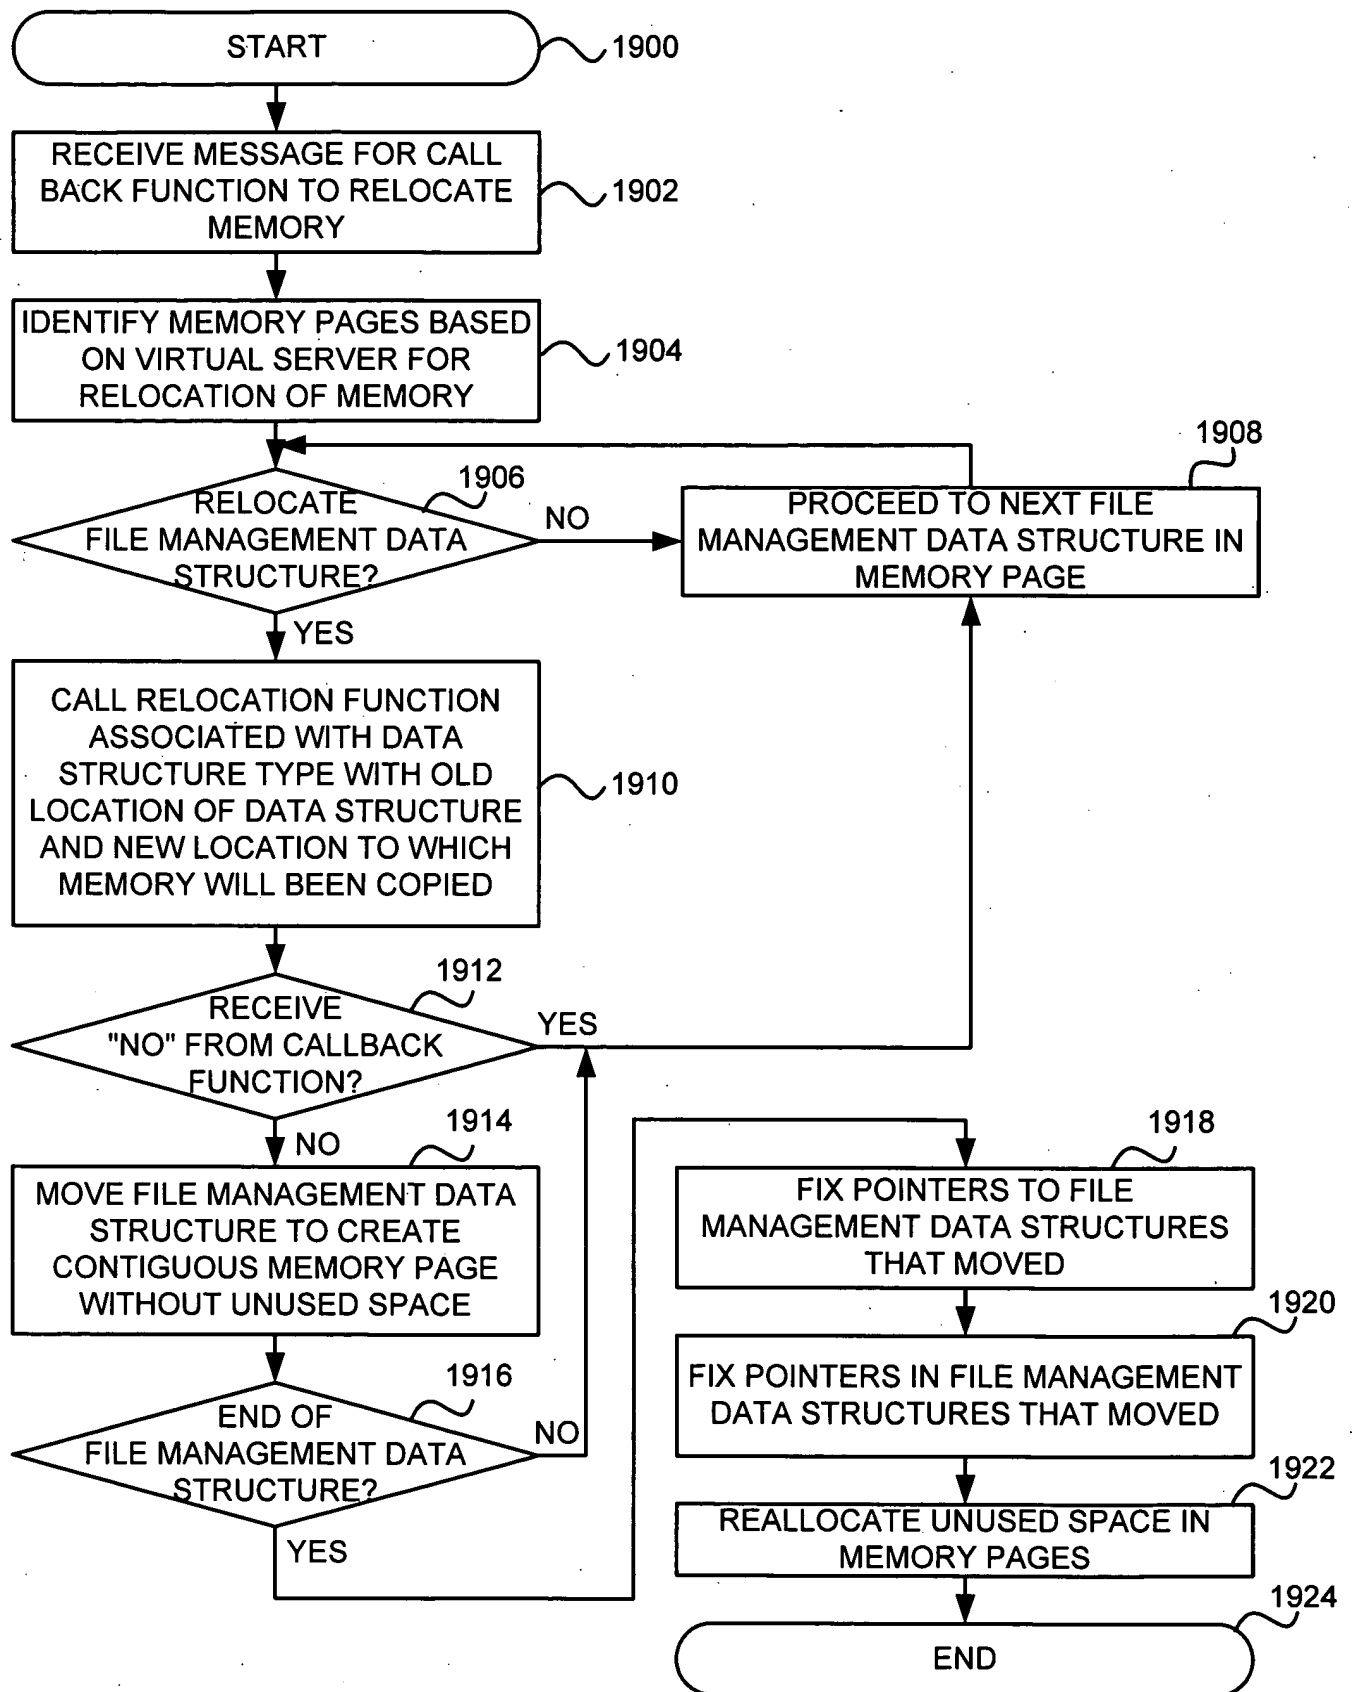 START
1900
RECEIVE MESSAGE FOR CALL
BACK FUNCTION TO RELOCATE
MEMORY
1902
IDENTIFY MEMORY PAGES BASED
ON VIRTUAL SERVER FOR
RELOCATION OF MEMORY
1904
RELOCATE
FILE MANAGEMENT DATA
STRUCTURE?
1906
NO
1908
PROCEED TO NEXT FILE
MANAGEMENT DATA STRUCTURE IN
MEMORY PAGE
YES
CALL RELOCATION FUNCTION
ASSOCIATED WITH DATA
STRUCTURE TYPE WITH OLD
LOCATION OF DATA STRUCTURE
AND NEW LOCATION TO WHICH
MEMORY WILL BEEN COPIED
1910
RECEIVE
"NO" FROM CALLBACK
FUNCTION?
1912
YES
NO
1914
MOVE FILE MANAGEMENT DATA
STRUCTURE TO CREATE
CONTIGUOUS MEMORY PAGE
WITHOUT UNUSED SPACE
END OF
FILE MANAGEMENT DATA
STRUCTURE?
1916
NO
YES
1918
FIX POINTERS TO FILE
MANAGEMENT DATA STRUCTURES
THAT MOVED
1920
FIX POINTERS IN FILE MANAGEMENT
DATA STRUCTURES THAT MOVED
1922
REALLOCATE UNUSED SPACE IN
MEMORY PAGES
1924
END